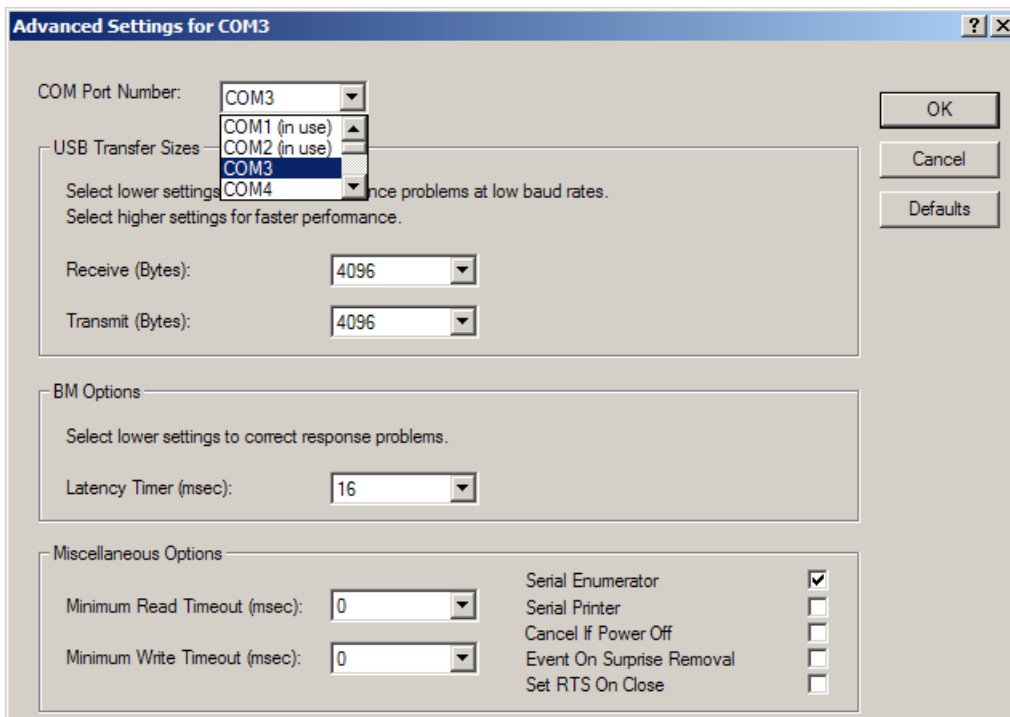 Advanced Settings for COM3
COM Port Number:
COM3
COM1 (in use)
COM2 (in use)
COM3
COM4
OK
Cancel
Defaults
USB Transfer Sizes
Select lower settings ance problems at low baud rates.
Select higher settings for faster performance.
Receive (Bytes):
4096
Transmit (Bytes):
4096
BM Options
Select lower settings to correct response problems.
Latency Timer (msec):
16
Miscellaneous Options
Minimum Read Timeout (msec):
0
Minimum Write Timeout (msec):
0
Serial Enumerator
Serial Printer
Cancel If Power Off
Event On Surprise Removal
Set RTS On Close